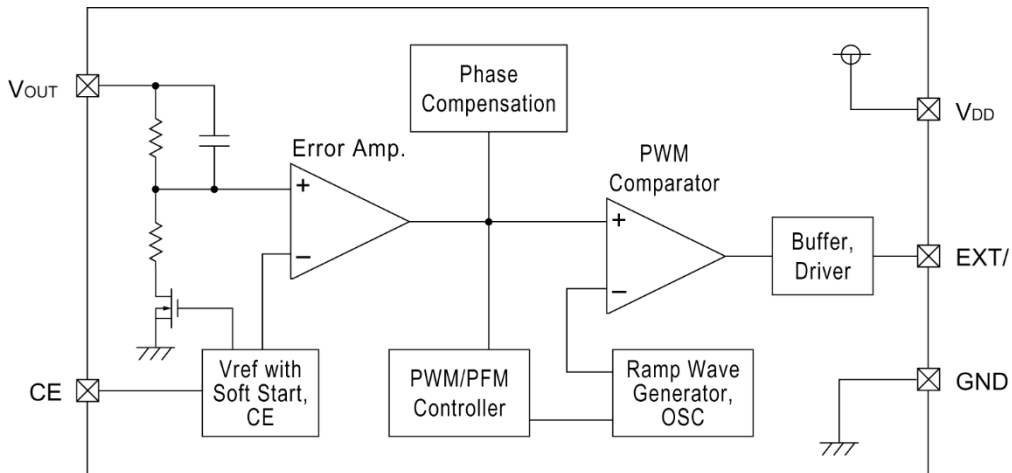 Phase
Compensation
VOUT
VDD
Error Amp.
PWM
Comparator
+
−
+
−
Buffer,
Driver
EXT/
Vref with
Soft Start,
CE
PWM/PFM
Controller
Ramp Wave
Generator,
OSC
CE
GND